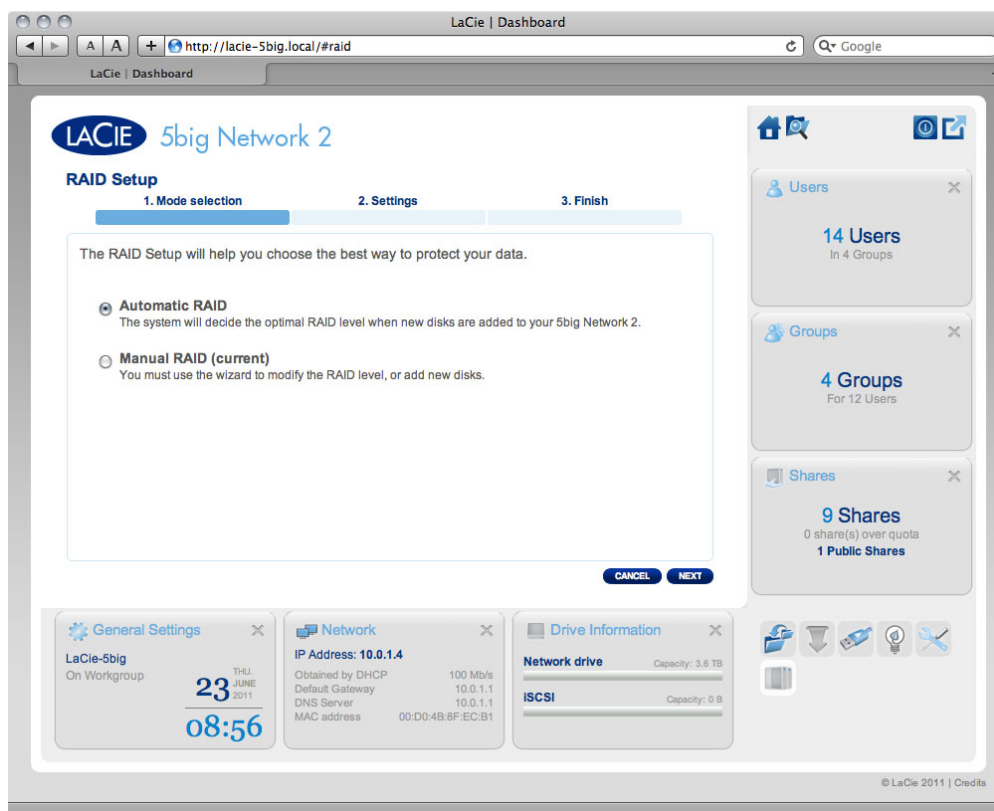 LaCie | Dashboard
A A + http://lacie-5big.local/#raid
Google
LaCie | Dashboard
LACIE 5big Network 2
RAID Setup
1. Mode selection 2. Settings 3. Finish
The RAID Setup will help you choose the best way to protect your data.
Automatic RAID
The system will decide the optimal RAID level when new disks are added to your 5big Network 2.
Manual RAID (current)
You must use the wizard to modify the RAID level, or add new disks.
CANCEL NEXT
Users
14 Users
In 4 Groups
Groups
4 Groups
For 12 Users
Shares
9 Shares
0 share(s) over quota
1 Public Shares
General Settings
LaCie-5big
On Workgroup
THU.
23 JUNE
2011
08:56
Network
IP Address: 10.0.1.4
Obtained by DHCP 100 Mb/s
Default Gateway 10.0.1.1
DNS Server 10.0.1.1
MAC address 00:D0:4B:8F:EC:B1
Drive Information
Network drive Capacity: 3.6 TB
iSCSI Capacity: 0 B
© LaCie 2011 | Credits